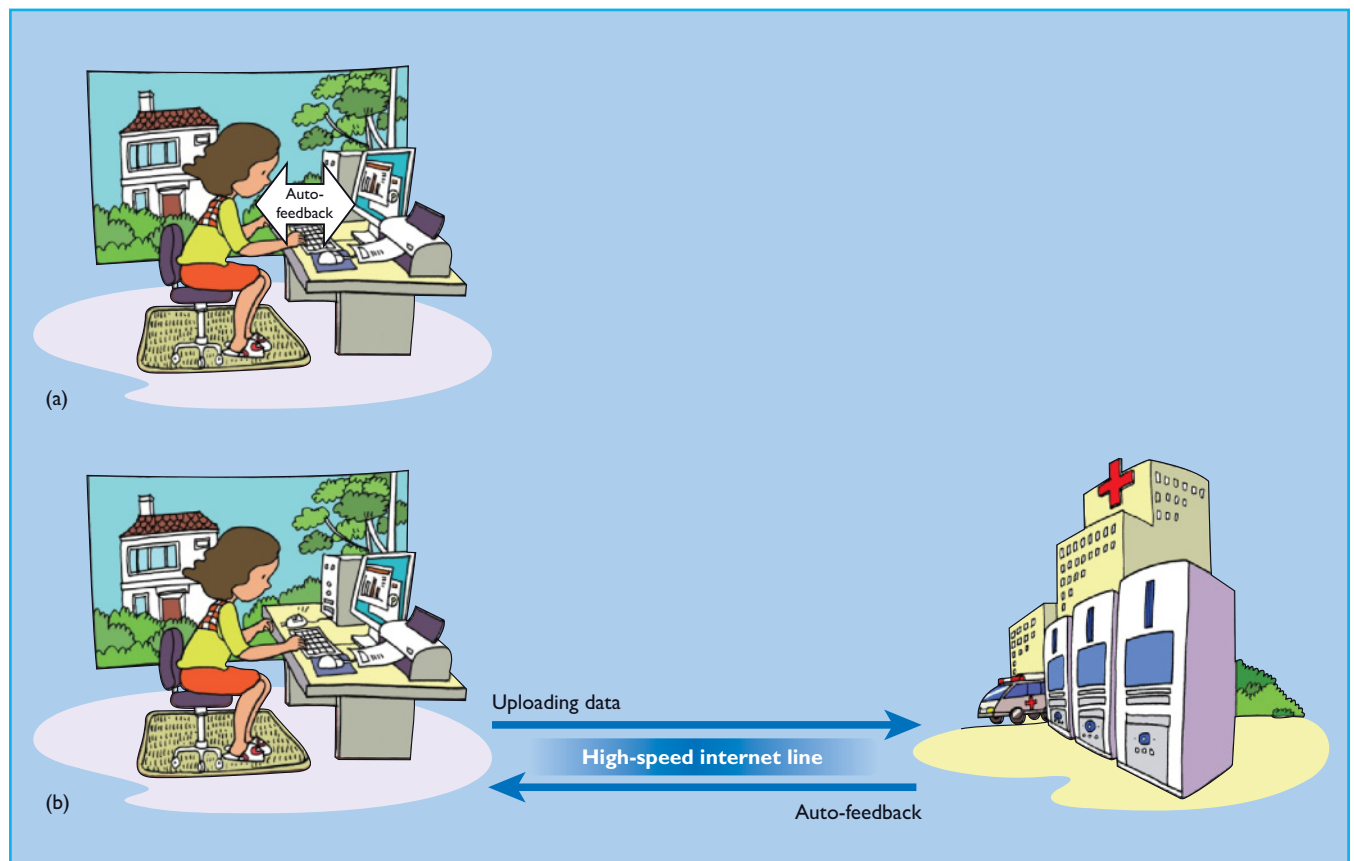 Auto-
feedback
(a)
Uploading data
High-speed internet line
Auto-feedback
(b)